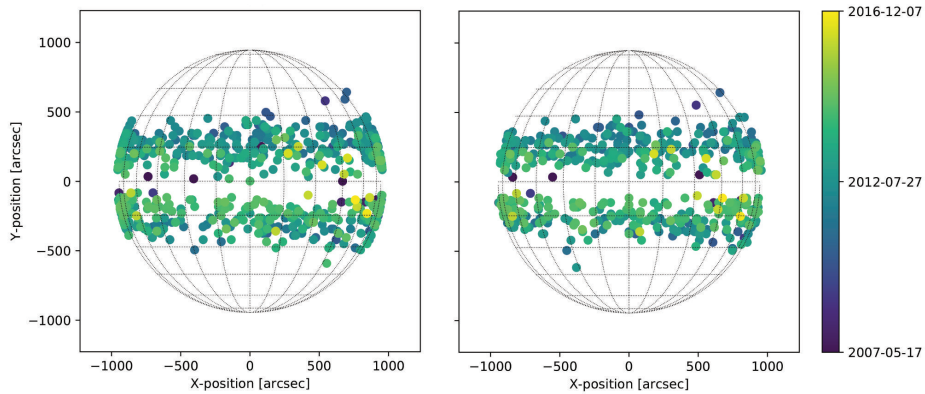 1000
500
0
−500
−1000
Y-position [arcsec]
−1000 −500 0 500 1000
X-position [arcsec]
−1000 −500 0 500 1000
X-position [arcsec]
2016-12-07
2012-07-27
2007-05-17